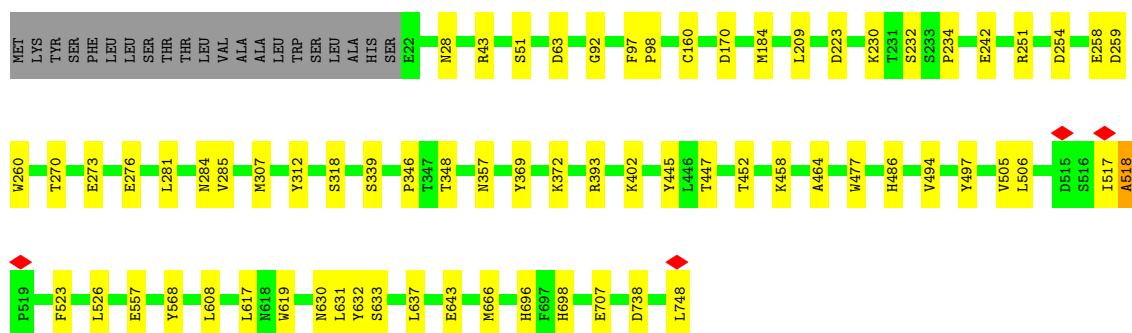 MET LYS TYR SER PHE LEU LEU SER THR THR LEU VAL ALA ALA LEU TRP SER LEU ALA HIS SER E22 N28 R43 S51 D63 G92 F97 P98 C160 D170 M184 L209 D223 K230 T231 S232 S233 P234 E242 R251 D254 E258 D259
W260 T270 E273 E276 L281 N284 V285 M307 Y312 S318 S339 P346 T347 T348 N357 Y369 K372 R393 K402 Y445 L446 T447 T452 K458 A464 W477 H486 V494 Y497 V505 L506 D515 S516 I517 A518
P519 F523 L526 E557 Y568 L608 L617 N618 W619 N630 L631 Y632 S633 L637 E643 M666 H696 F697 H698 E707 D738 L748